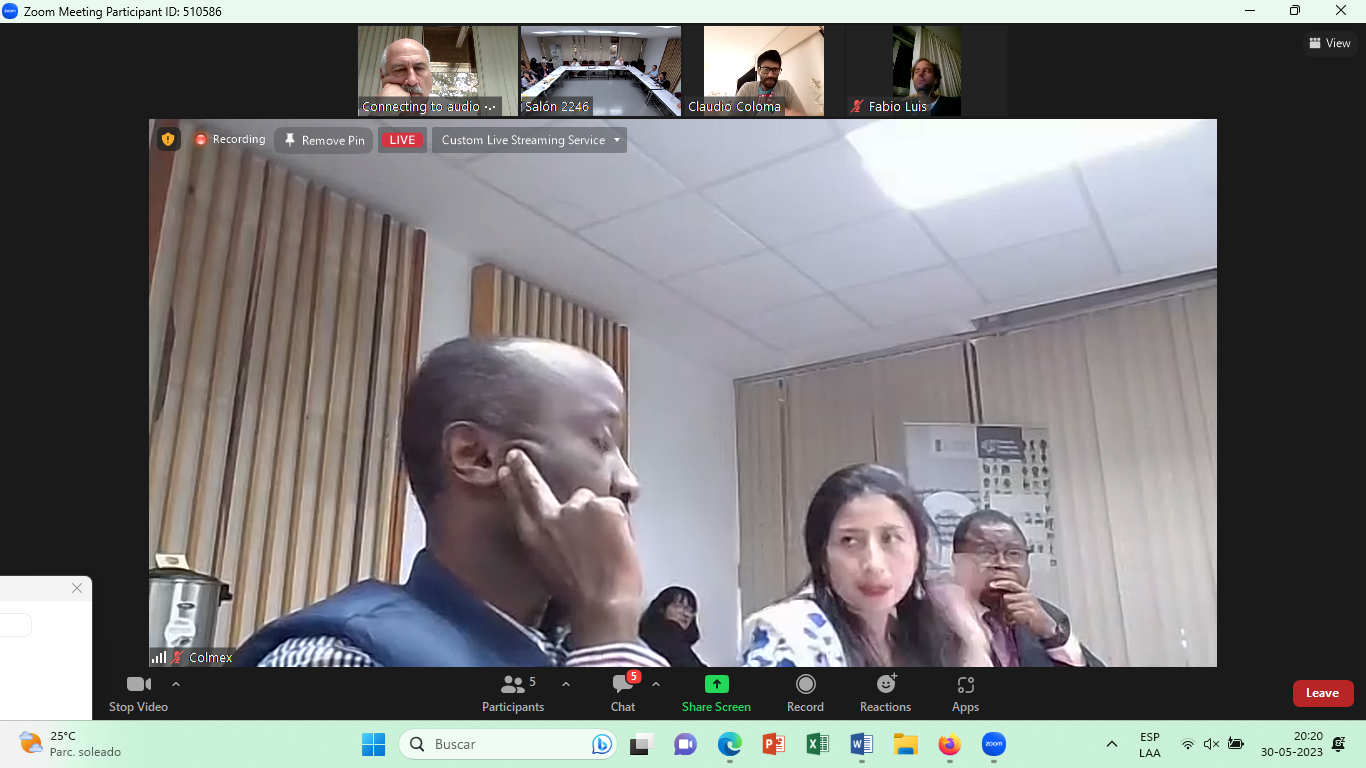 Zoom Meeting Participant ID: 510586
View
Connecting to audio
Salón 2246
Claudio Coloma
Fabio Luis
Recording
Remove Pin
LIVE
Custom Live Streaming Service
Colmex
Stop Video
5
Participants
5
Chat
Share Screen
Record
Reactions
Apps
Leave
25°C
Parc. soleado
Buscar
ESP
LAA
20:20
30-05-2023
zoom